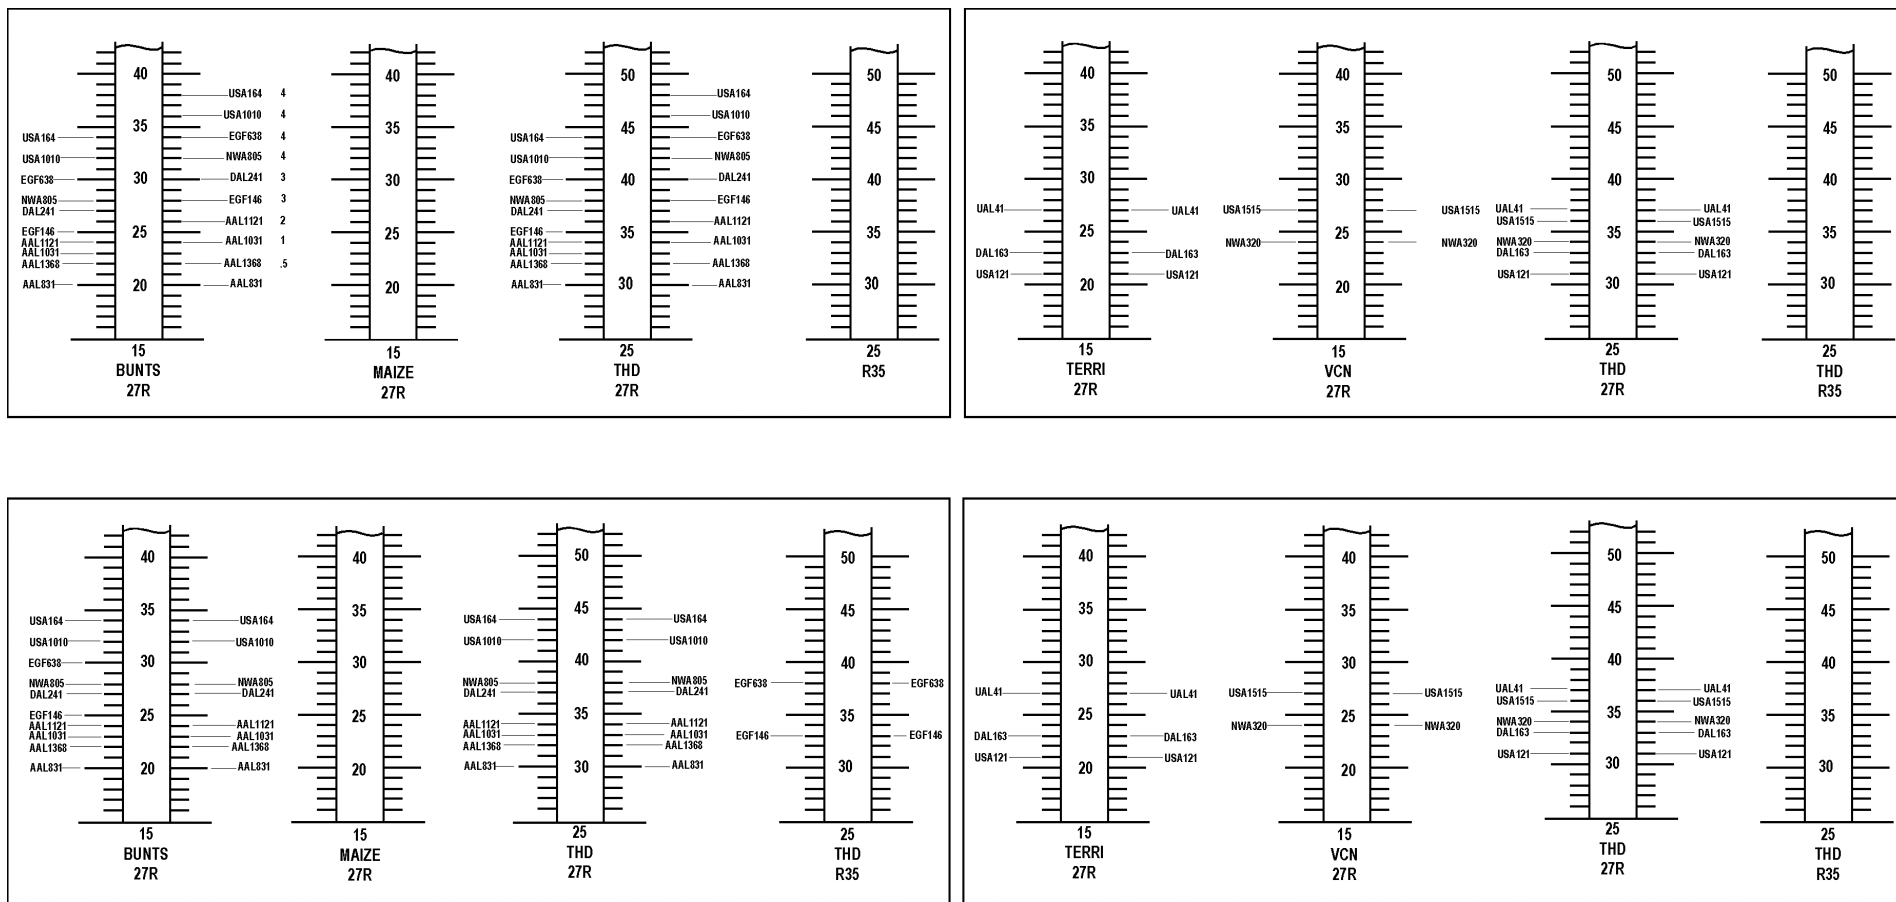 40
USA164 4
USA1010 4
35
USA164
EGF638 4
USA1010
NWA805 4
EGF638
30
DAL241 3
NWA805
EGF146 3
DAL241
AAL1121 2
EGF146
25
AAL1121
AAL1031 1
AAL1031
AAL1368
AAL1368 .5
AAL831
20
AAL831
15
BUNTS
27R
40
35
30
25
20
15
MAIZE
27R
50
USA164
USA1010
45
USA164
EGF638
USA1010
NWA805
EGF638
40
DAL241
NWA805
EGF146
DAL241
AAL1121
EGF146
35
AAL1121
AAL1031
AAL1031
AAL1368
AAL1368
AAL831
30
AAL831
25
THD
27R
50
45
40
35
30
25
R35
40
35
30
UAL41
UAL41
25
DAL163
DAL163
USA121
USA121
20
15
TERRI
27R
40
35
30
USA1515
USA1515
25
NWA320
NWA320
20
15
VCN
27R
50
45
40
UAL41
UAL41
USA1515
USA1515
35
NWA320
NWA320
DAL163
DAL163
USA121
USA121
30
25
THD
27R
50
45
40
35
30
25
THD
R35
40
35
USA164
USA164
USA1010
USA1010
EGF638
30
NWA805
NWA805
DAL241
DAL241
EGF146
25
AAL1121
AAL1121
AAL1031
AAL1031
AAL1368
AAL1368
AAL831
20
AAL831
15
BUNTS
27R
40
35
30
25
20
15
MAIZE
27R
50
45
USA164
USA164
USA1010
USA1010
40
NWA805
NWA805
DAL241
DAL241
35
AAL1121
AAL1121
AAL1031
AAL1031
AAL1368
AAL1368
AAL831
30
AAL831
25
THD
27R
50
45
40
EGF638
EGF638
35
EGF146
EGF146
30
25
THD
R35
40
35
30
UAL41
UAL41
25
DAL163
DAL163
USA121
USA121
20
15
TERRI
27R
40
35
30
USA1515
USA1515
25
NWA320
NWA320
20
15
VCN
27R
50
45
40
UAL41
UAL41
USA1515
USA1515
35
NWA320
NWA320
DAL163
DAL163
USA121
USA121
30
25
THD
27R
50
45
40
35
30
25
THD
R35